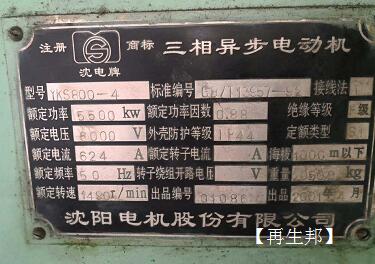 注册 商标 三相异步电动机
沈电牌
型号 YKS800-4 标准编号 接线法
额定功率 5500 kw 额定功率因数 0.88 绝缘等级
额定电压 6000 V 外壳防护等级 IP44 定额类型 S1
额定电流 624 A 额定转子电流 A 海拔 1000 m以下
额定频率 50 Hz 转子绕组开路电压 V 重量 kg
额定转速 r/min 出品编号 出品 年 月
沈阳电机股份有限公司
【再生邦】